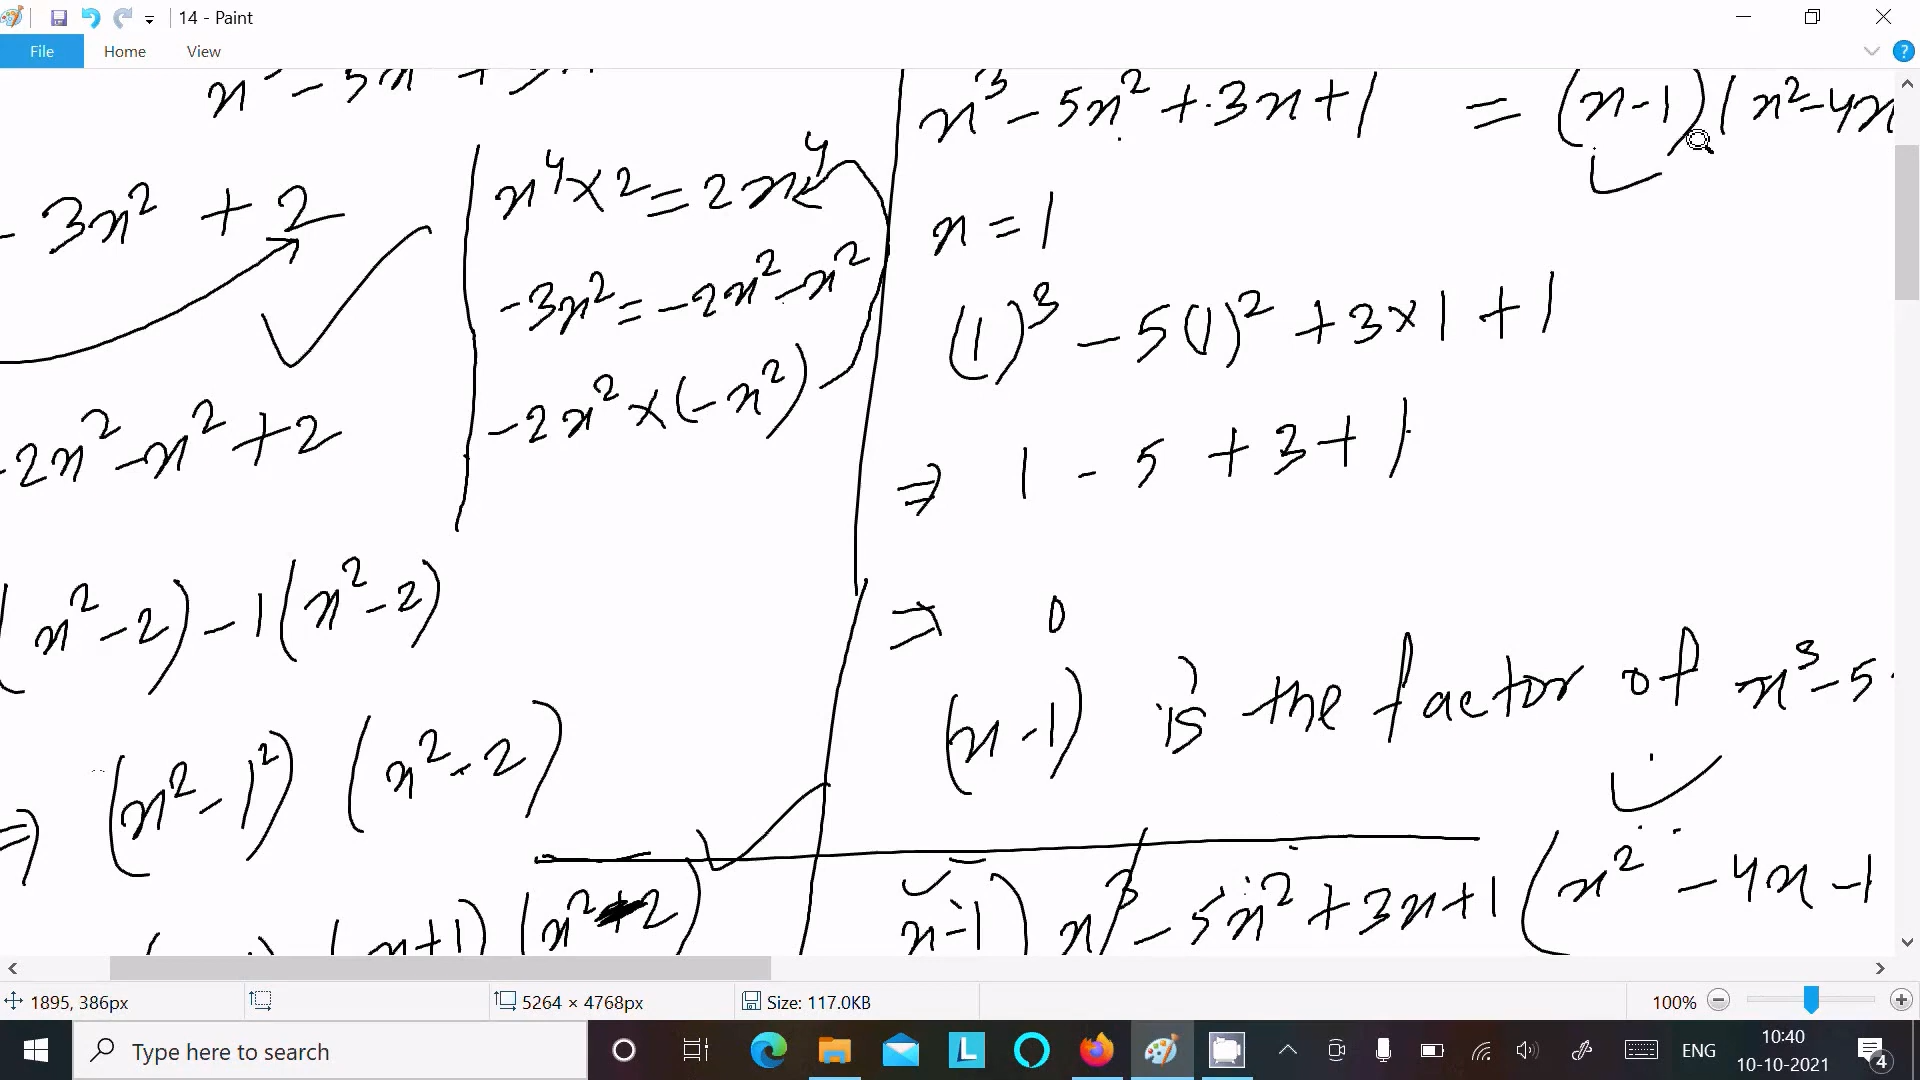 14 - Paint
File Home View
x³ - 5x² + 3x
- 3x² + 2
-2x² - x² + 2
(x² - 2) - 1(x² - 2)
⇒ (x² - 1²) (x² - 2)
(x+1) (x² - 2)
x⁴ × 2 = 2x⁴
-3x² = -2x² - x²
-2x² × (-x²)
x³ - 5x² + 3x + 1 = (x-1)(x² - 4x
x = 1
(1)³ - 5(1)² + 3×1 + 1
⇒ 1 - 5 + 3 + 1
⇒ 0
(x-1) is the factor of x³ - 5
x-1) x³ - 5x² + 3x + 1 (x² - 4x - 1
1895, 386px
5264 × 4768px
Size: 117.0KB
100%
Type here to search
ENG
10:40
10-10-2021
4